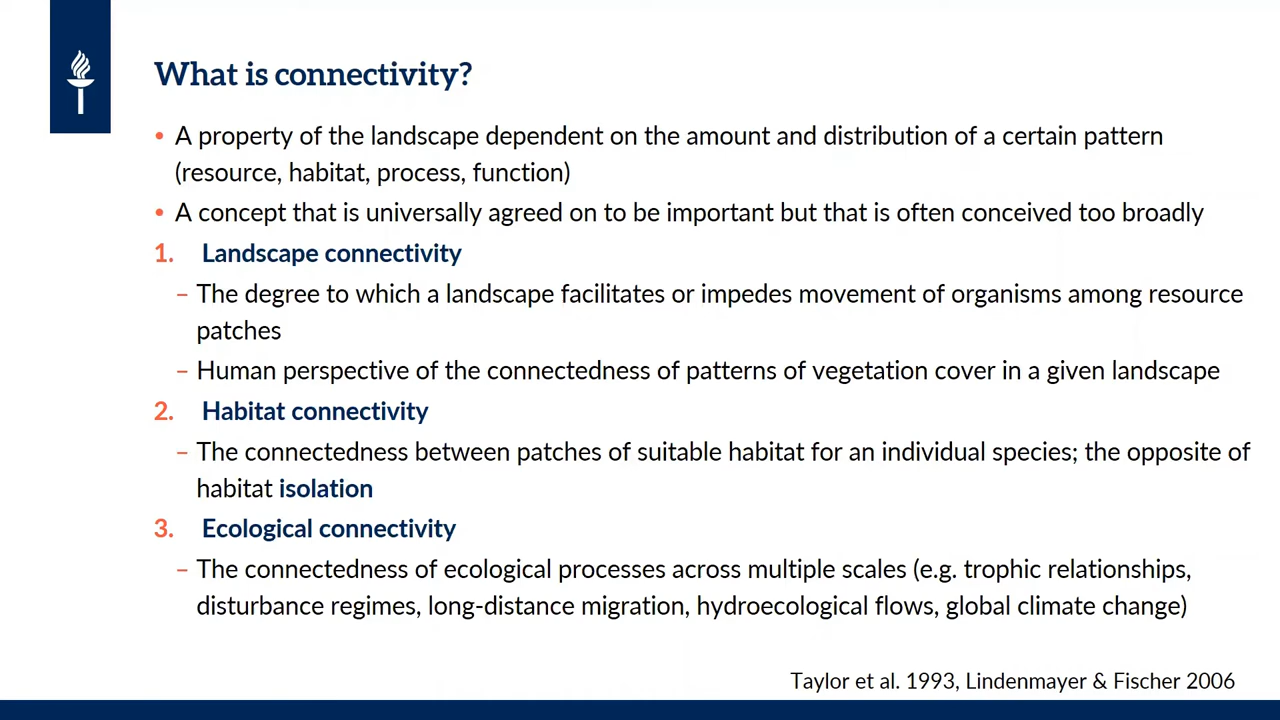 What is connectivity?
• A property of the landscape dependent on the amount and distribution of a certain pattern
(resource, habitat, process, function)
• A concept that is universally agreed on to be important but that is often conceived too broadly
1. Landscape connectivity
– The degree to which a landscape facilitates or impedes movement of organisms among resource
patches
– Human perspective of the connectedness of patterns of vegetation cover in a given landscape
2. Habitat connectivity
– The connectedness between patches of suitable habitat for an individual species; the opposite of
habitat isolation
3. Ecological connectivity
– The connectedness of ecological processes across multiple scales (e.g. trophic relationships,
disturbance regimes, long-distance migration, hydroecological flows, global climate change)
Taylor et al. 1993, Lindenmayer & Fischer 2006